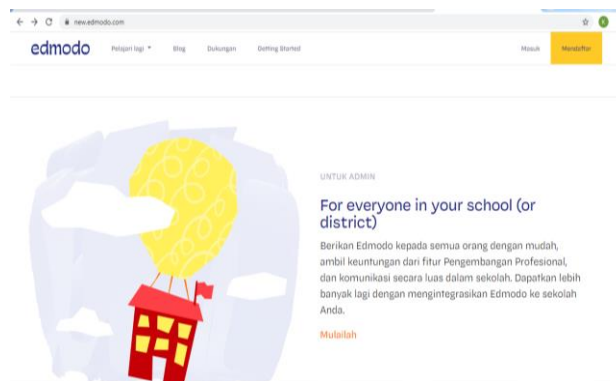 new.edmodo.com
edmodo Pelajari lagi Blog Dukungan Getting Started Masuk Mendaftar
UNTUK ADMIN
For everyone in your school (or
district)
Berikan Edmodo kepada semua orang dengan mudah,
ambil keuntungan dari fitur Pengembangan Profesional,
dan komunikasi secara luas dalam sekolah. Dapatkan lebih
banyak lagi dengan mengintegrasikan Edmodo ke sekolah
Anda.
Mulailah